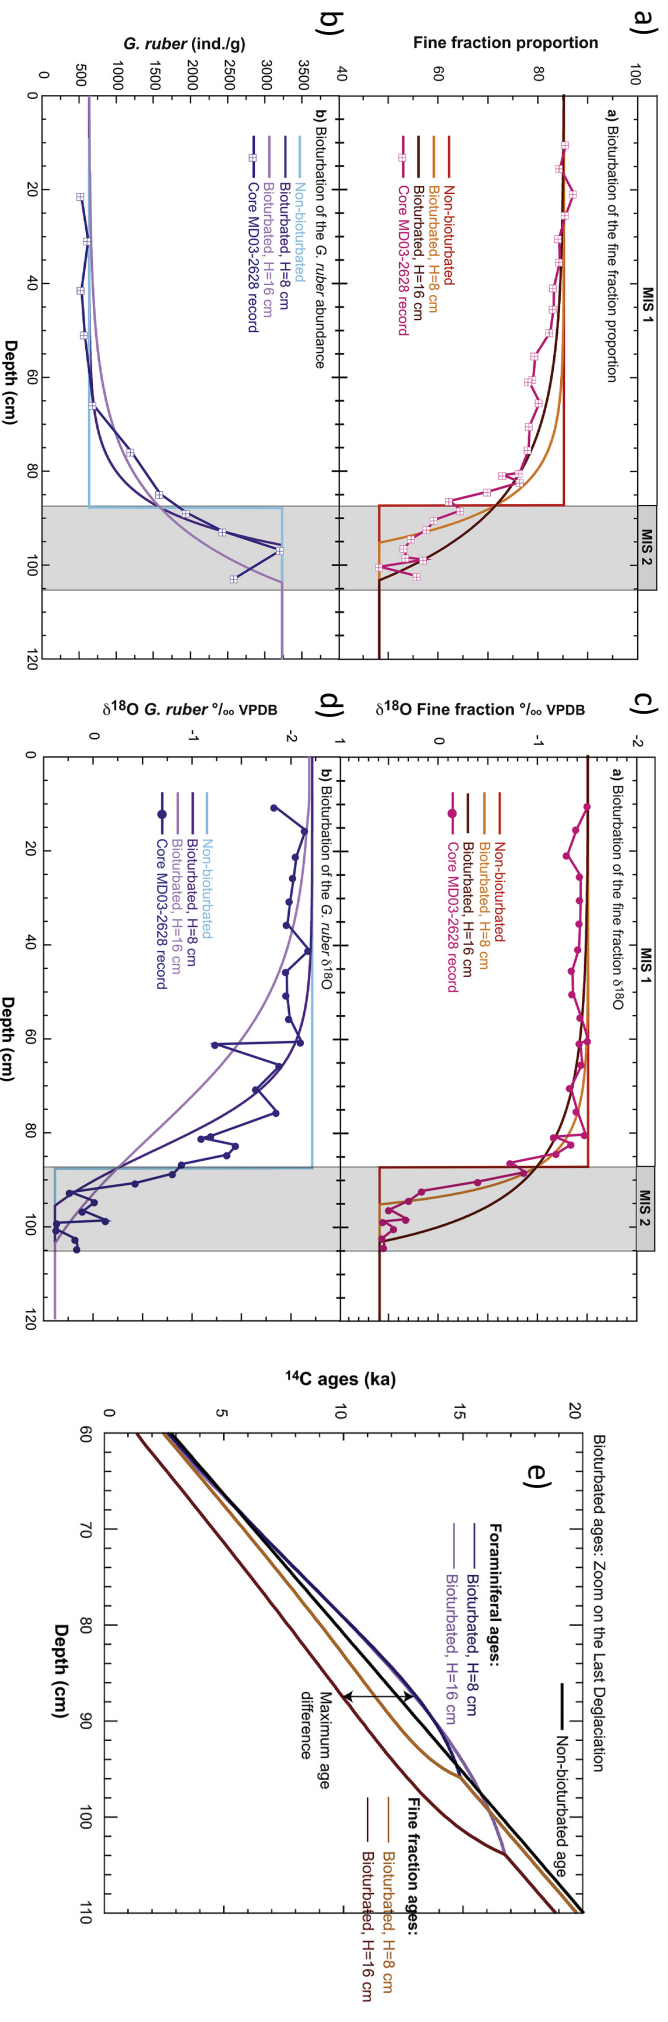 a)
MIS 1
MIS 2
100
80
60
40
Fine fraction proportion
a) Bioturbation of the fine fraction proportion
Non-bioturbated
Bioturbated, H=8 cm
Bioturbated, H=16 cm
Core MD03-2628 record
b)
3500
3000
2500
2000
1500
1000
500
0
G. ruber (ind./g)
b) Bioturbation of the G. ruber abundance
Non-bioturbated
Bioturbated, H=8 cm
Bioturbated, H=16 cm
Core MD03-2628 record
0
20
40
60
80
100
120
Depth (cm)
c)
MIS 1
MIS 2
-2
-1
0
1
δ18O Fine fraction °/₀₀ VPDB
a) Bioturbation of the fine fraction δ18O
Non-bioturbated
Bioturbated, H=8 cm
Bioturbated, H=16 cm
Core MD03-2628 record
d)
-2
-1
0
δ18O G. ruber °/₀₀ VPDB
b) Bioturbation of the G. ruber δ18O
Non-bioturbated
Bioturbated, H=8 cm
Bioturbated, H=16 cm
Core MD03-2628 record
0
20
40
60
80
100
120
Depth (cm)
Bioturbated ages: Zoom on the Last Deglaciation
e)
20
15
10
5
0
14C ages (ka)
Non-bioturbated age
Foraminiferal ages:
Bioturbated, H=8 cm
Bioturbated, H=16 cm
Maximum age
difference
Fine fraction ages:
Bioturbated, H=8 cm
Bioturbated, H=16 cm
60
70
80
90
100
110
Depth (cm)